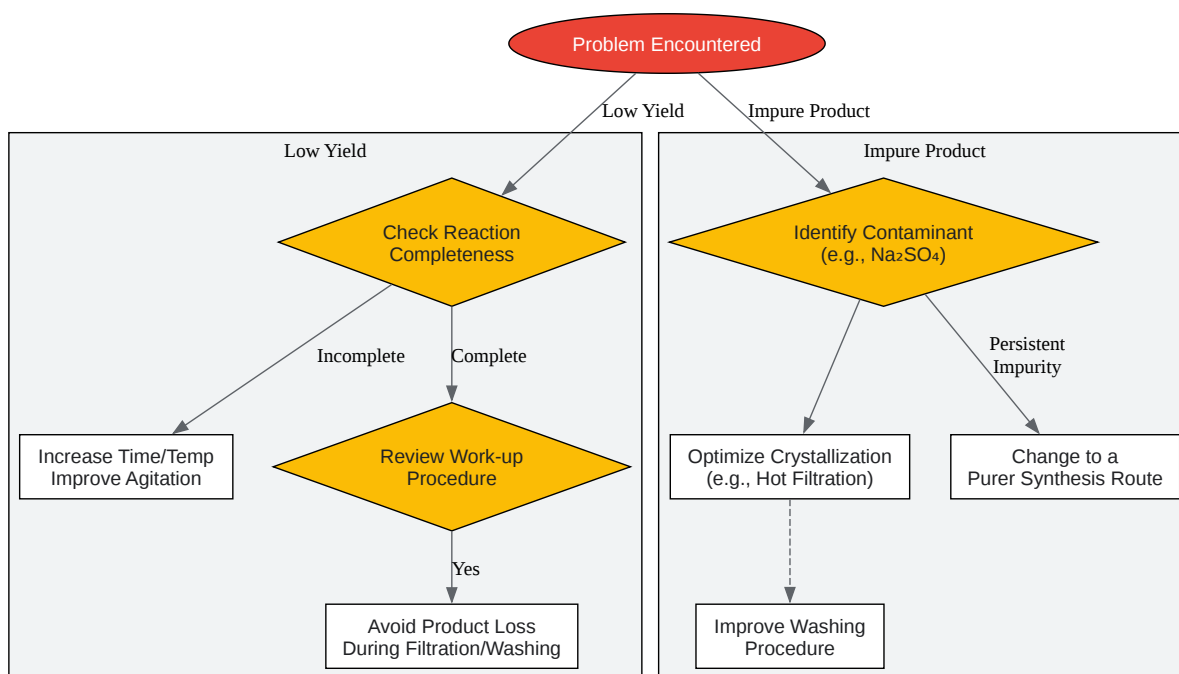 Problem Encountered
Low Yield
Impure Product
Low Yield
Impure Product
Check Reaction
Completeness
Identify Contaminant
(e.g., Na₂SO₄)
Incomplete
Complete
Persistent
Impurity
Increase Time/Temp
Improve Agitation
Review Work-up
Procedure
Optimize Crystallization
(e.g., Hot Filtration)
Change to a
Purer Synthesis Route
Yes
Avoid Product Loss
During Filtration/Washing
Improve Washing
Procedure